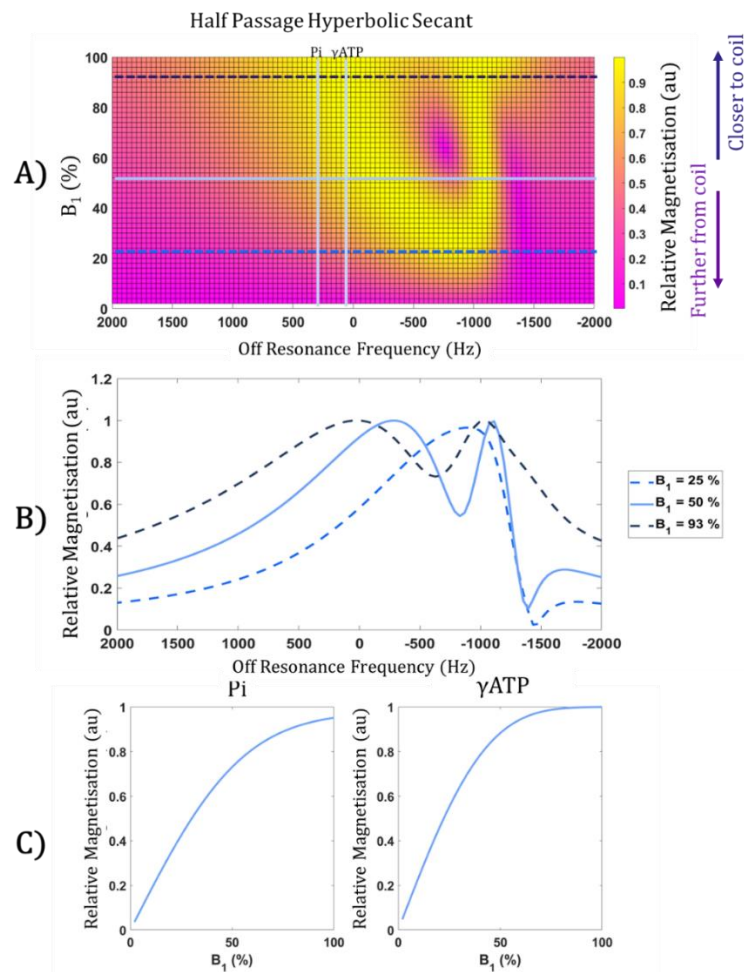 Half Passage Hyperbolic Secant
Pi γATP
A)
B₁ (%)
100
80
60
40
20
0
2000 1500 1000 500 0 -500 -1000 -1500 -2000
Off Resonance Frequency (Hz)
0.9
0.8
0.7
0.6
0.5
0.4
0.3
0.2
0.1
Relative Magnetisation (au)
Closer to coil
Further from coil
B)
Relative Magnetisation (au)
1.2
1
0.8
0.6
0.4
0.2
0
2000 1500 1000 500 0 -500 -1000 -1500 -2000
Off Resonance Frequency (Hz)
B₁ = 25 %
B₁ = 50 %
B₁ = 93 %
C)
Pi
Relative Magnetisation (au)
1
0.8
0.6
0.4
0.2
0
0 50 100
B₁ (%)
γATP
Relative Magnetisation (au)
1
0.8
0.6
0.4
0.2
0
0 50 100
B₁ (%)